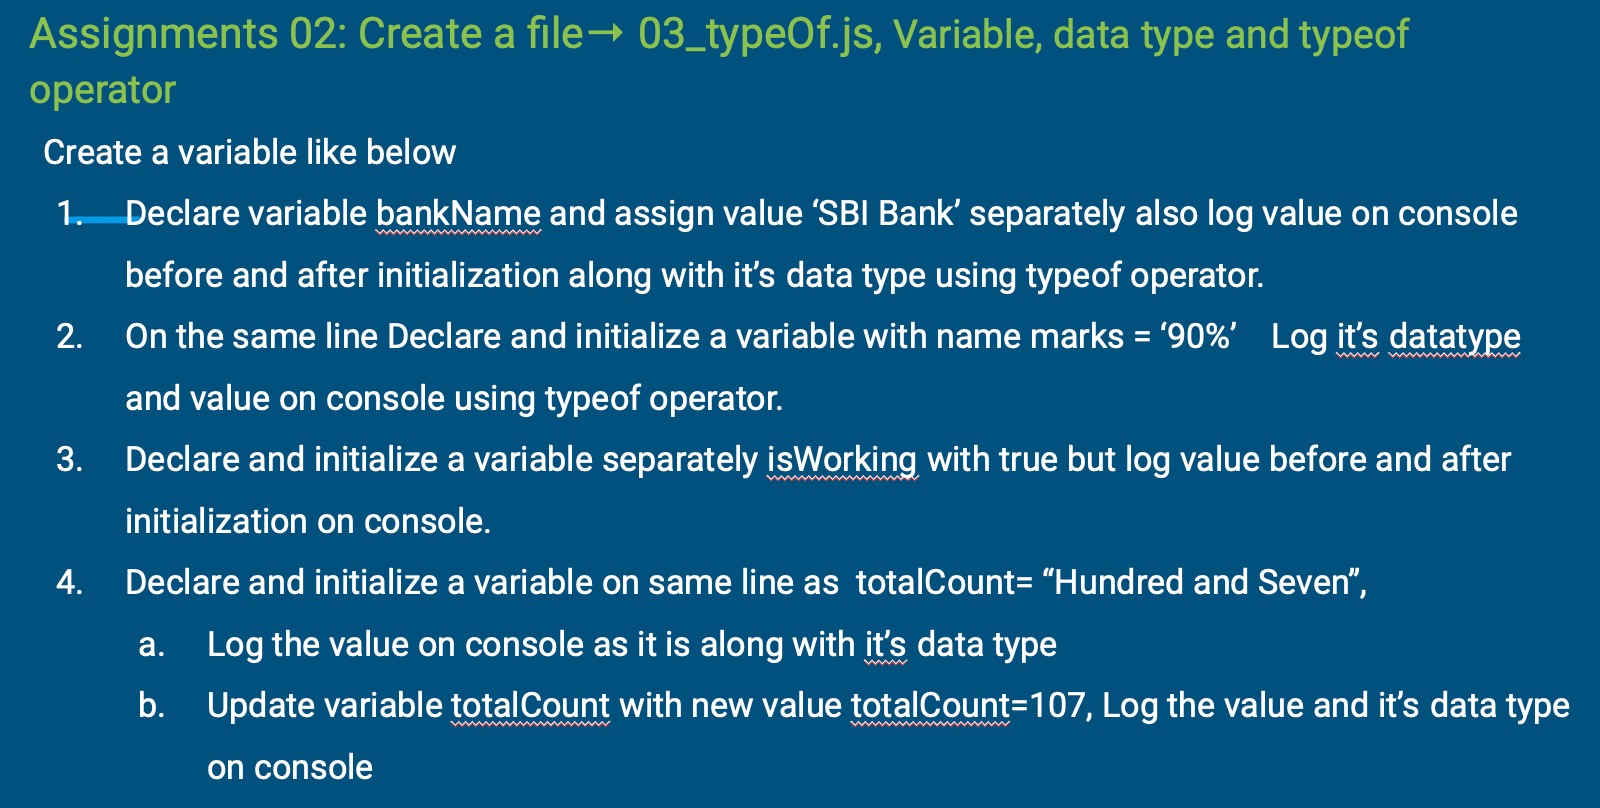 Assignments 02: Create a file→ 03_typeOf.js, Variable, data type and typeof
operator
Create a variable like below
1. Declare variable bankName and assign value ‘SBI Bank’ separately also log value on console
before and after initialization along with it’s data type using typeof operator.
2. On the same line Declare and initialize a variable with name marks = ‘90%’ Log it’s datatype
and value on console using typeof operator.
3. Declare and initialize a variable separately isWorking with true but log value before and after
initialization on console.
4. Declare and initialize a variable on same line as totalCount= “Hundred and Seven”,
a. Log the value on console as it is along with it’s data type
b. Update variable totalCount with new value totalCount=107, Log the value and it’s data type
on console